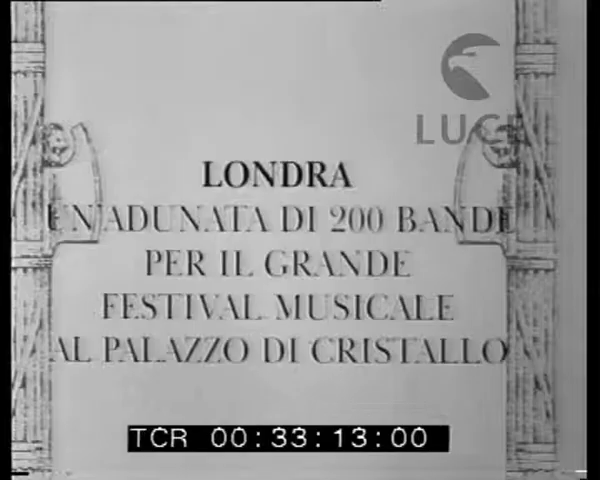 LUCE
LONDRA
UN'ADUNATA DI 200 BANDE
PER IL GRANDE
FESTIVAL MUSICALE
AL PALAZZO DI CRISTALLO
TCR 00:33:13:00